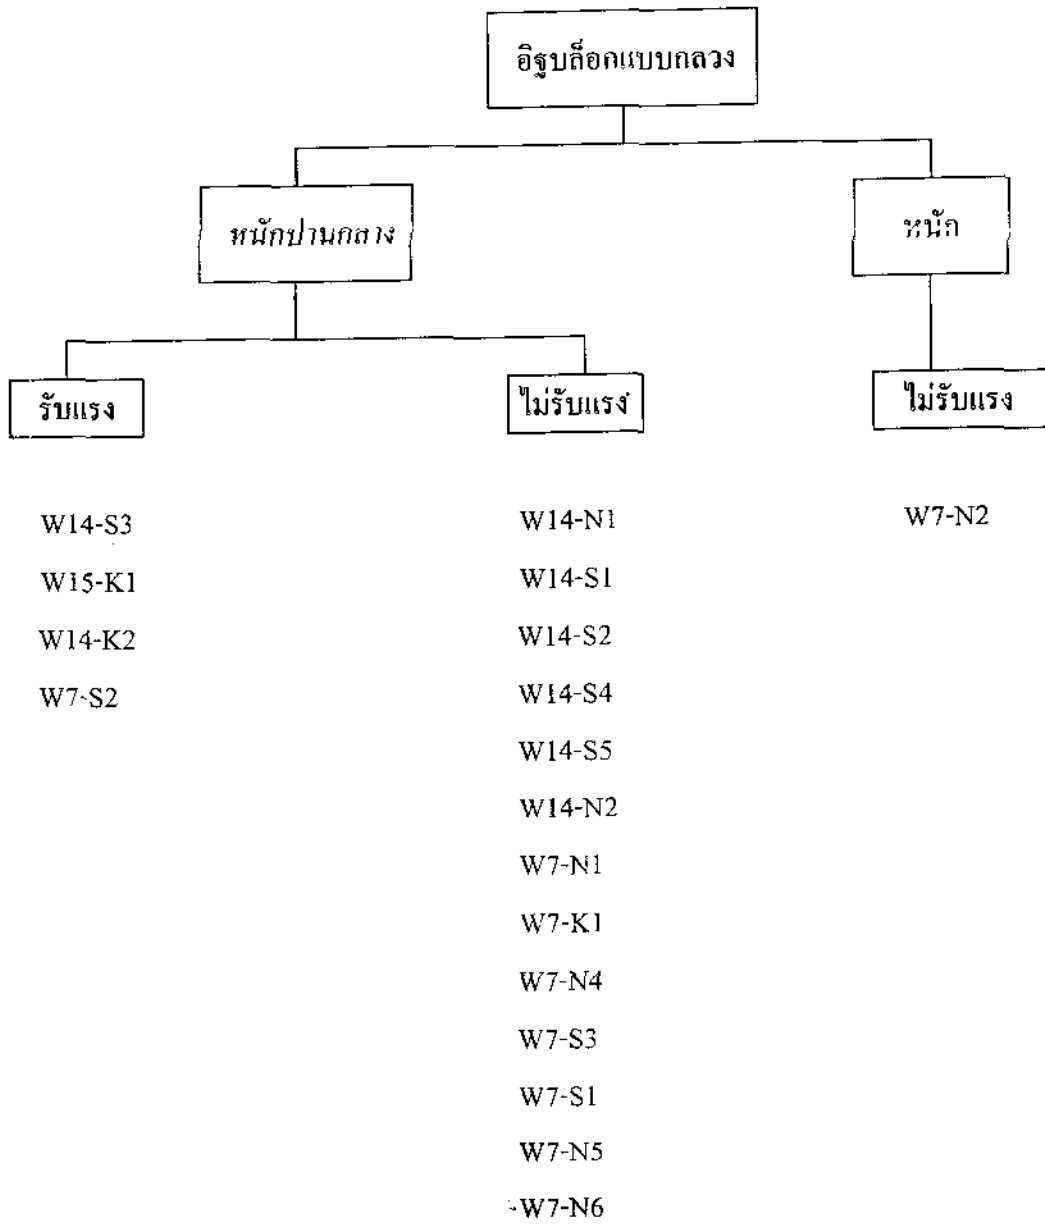 อิฐบล็อกแบบกลวง
หนักปานกลาง
หนัก
รับแรง
ไม่รับแรง
ไม่รับแรง
W14-S3
W15-K1
W14-K2
W7-S2
W14-N1
W14-S1
W14-S2
W14-S4
W14-S5
W14-N2
W7-N1
W7-K1
W7-N4
W7-S3
W7-S1
W7-N5
W7-N6
W7-N2